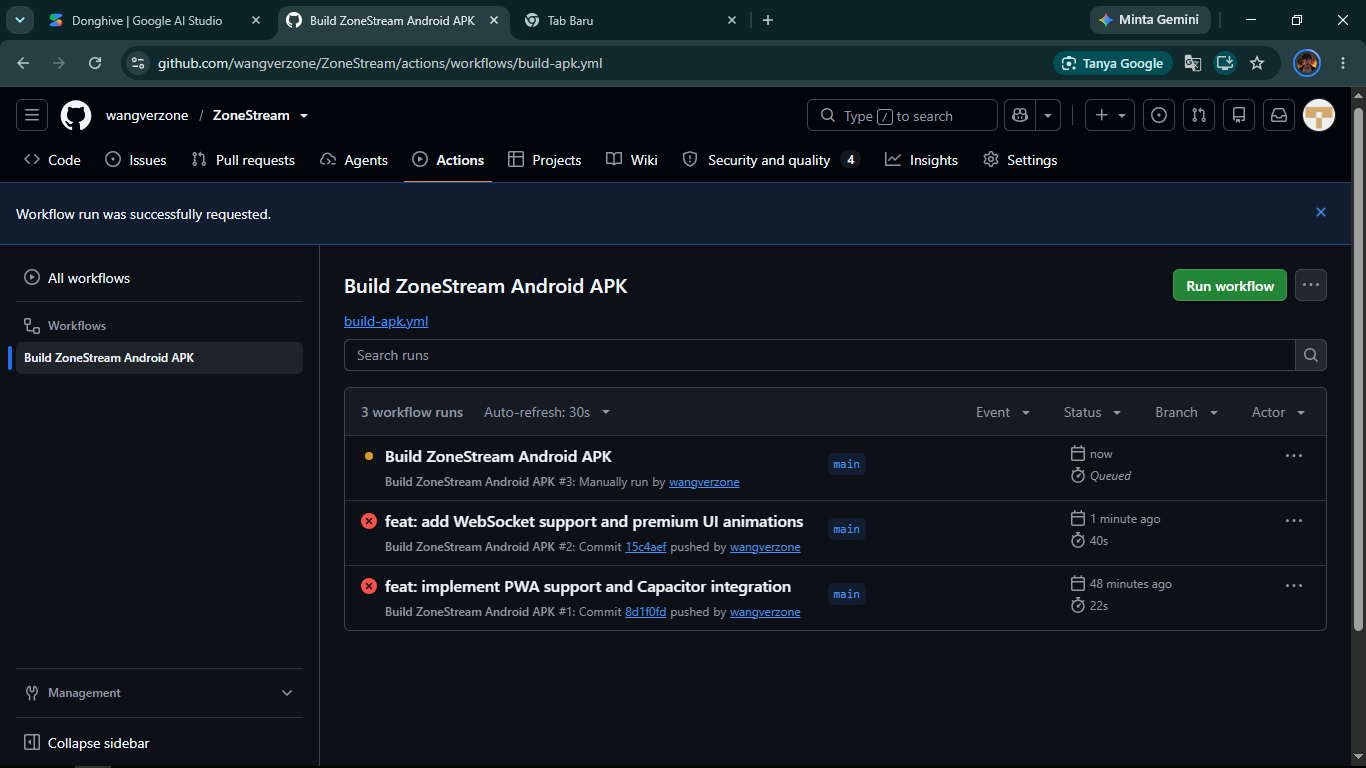 Donghive | Google AI Studio
Build ZoneStream Android APK
Tab Baru
Minta Gemini
github.com/wangverzone/ZoneStream/actions/workflows/build-apk.yml
Tanya Google
wangverzone / ZoneStream
Type / to search
Code
Issues
Pull requests
Agents
Actions
Projects
Wiki
Security and quality 4
Insights
Settings
Workflow run was successfully requested.
All workflows
Workflows
Build ZoneStream Android APK
Management
Collapse sidebar
Build ZoneStream Android APK
Run workflow
build-apk.yml
Search runs
3 workflow runs
Auto-refresh: 30s
Event
Status
Branch
Actor
Build ZoneStream Android APK
Build ZoneStream Android APK #3: Manually run by wangverzone
main
now
Queued
feat: add WebSocket support and premium UI animations
Build ZoneStream Android APK #2: Commit 15c4aef pushed by wangverzone
main
1 minute ago
40s
feat: implement PWA support and Capacitor integration
Build ZoneStream Android APK #1: Commit 8d1f0fd pushed by wangverzone
main
48 minutes ago
22s